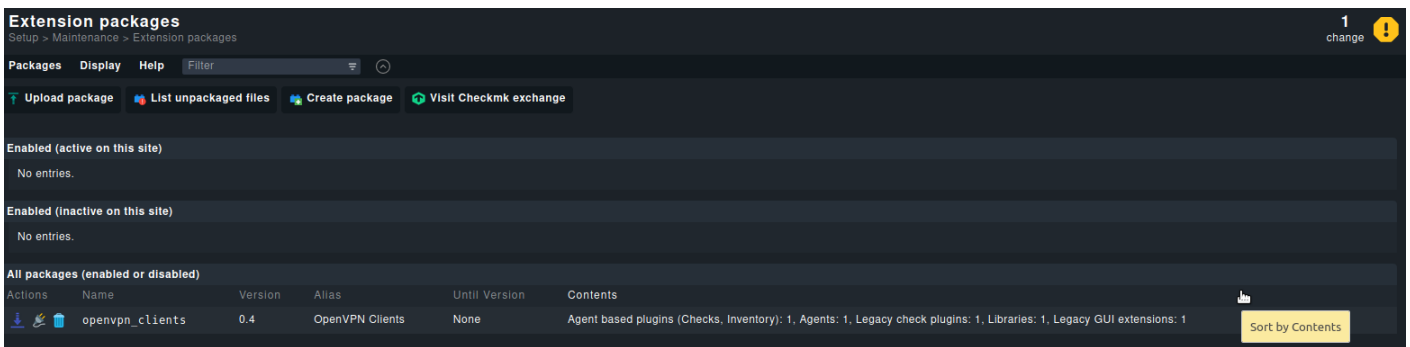 Extension packages
Setup > Maintenance > Extension packages
1
change
Packages Display Help Filter
Upload package List unpackaged files Create package Visit Checkmk exchange
Enabled (active on this site)
No entries.
Enabled (inactive on this site)
No entries.
All packages (enabled or disabled)
Actions Name Version Alias Until Version Contents
openvpn_clients 0.4 OpenVPN Clients None Agent based plugins (Checks, Inventory): 1, Agents: 1, Legacy check plugins: 1, Libraries: 1, Legacy GUI extensions: 1
Sort by Contents